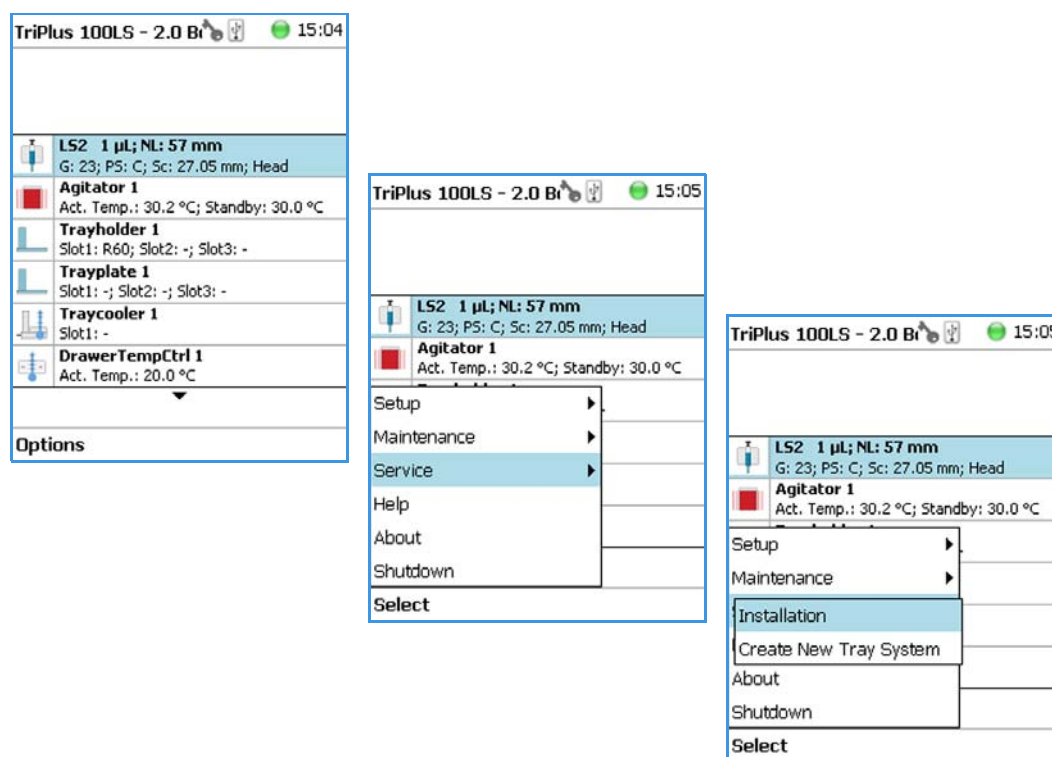 TriPlus 100LS - 2.0 B
15:04
LS2 1 µL; NL: 57 mm
G: 23; PS: C; Sc: 27.05 mm; Head
Agitator 1
Act. Temp.: 30.2 °C; Standby: 30.0 °C
Trayholder 1
Slot1: R60; Slot2: -; Slot3: -
Trayplate 1
Slot1: -; Slot2: -; Slot3: -
Traycooler 1
Slot1: -
DrawerTempCtrl 1
Act. Temp.: 20.0 °C
Options
TriPlus 100LS - 2.0 B
15:05
LS2 1 µL; NL: 57 mm
G: 23; PS: C; Sc: 27.05 mm; Head
Agitator 1
Act. Temp.: 30.2 °C; Standby: 30.0 °C
Setup
Maintenance
Service
Help
About
Shutdown
Select
TriPlus 100LS - 2.0 B
15:05
LS2 1 µL; NL: 57 mm
G: 23; PS: C; Sc: 27.05 mm; Head
Agitator 1
Act. Temp.: 30.2 °C; Standby: 30.0 °C
Setup
Maintenance
Installation
Create New Tray System
About
Shutdown
Select